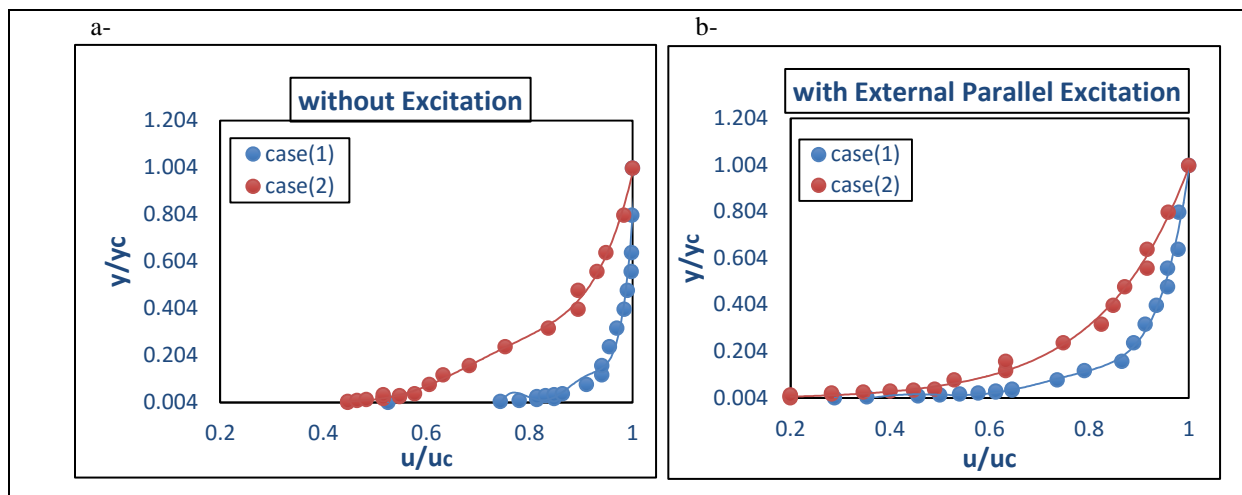 a-
without Excitation
1.204
1.004
0.804
0.604
0.404
0.204
0.004
y/yc
case(1)
case(2)
0.2 0.4 0.6 0.8 1
u/uc
b-
with External Parallel Excitation
1.204
1.004
0.804
0.604
0.404
0.204
0.004
y/yc
case(1)
case(2)
0.2 0.4 0.6 0.8 1
u/uc